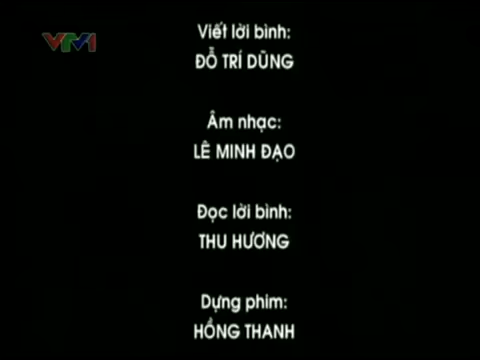 VTV1
Viết lời bình:
ĐỖ TRÍ DŨNG
Âm nhạc:
LÊ MINH ĐẠO
Đọc lời bình:
THU HƯƠNG
Dựng phim:
HỒNG THANH